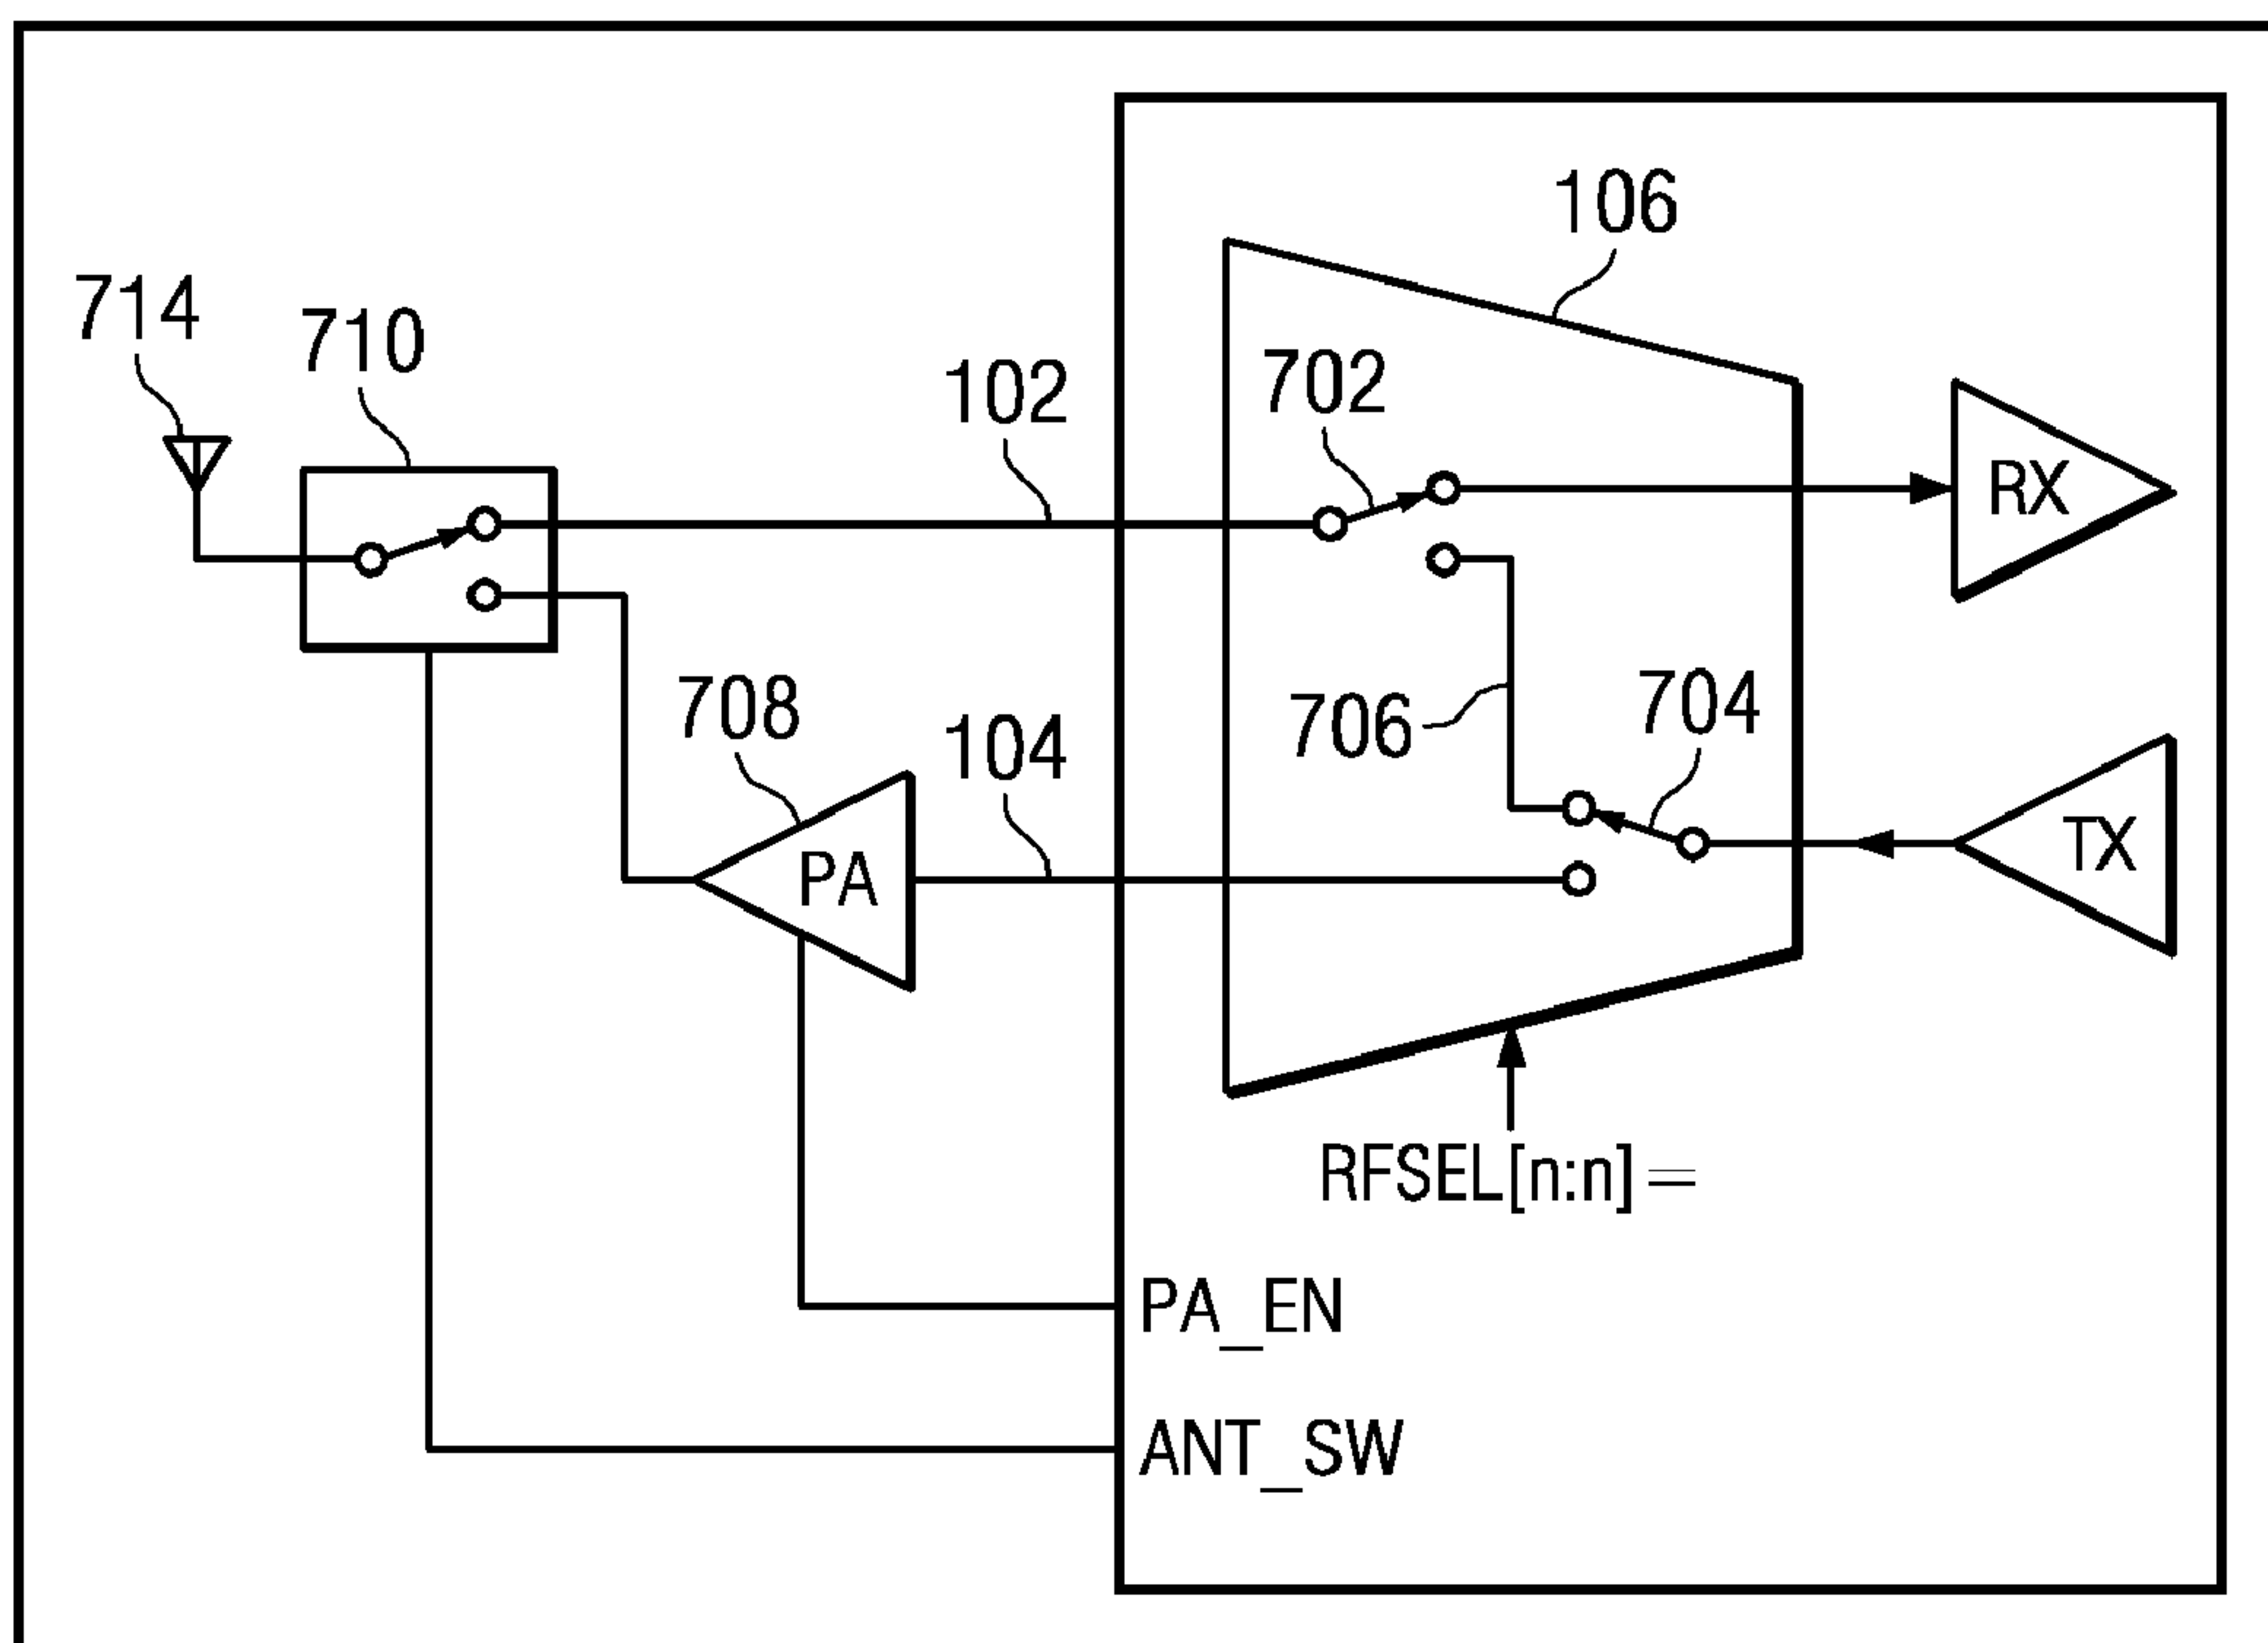 106
714
710
102
702
RX
708
104
706
704
PA
TX
RFSEL[n:n]=
PA_EN
ANT_SW